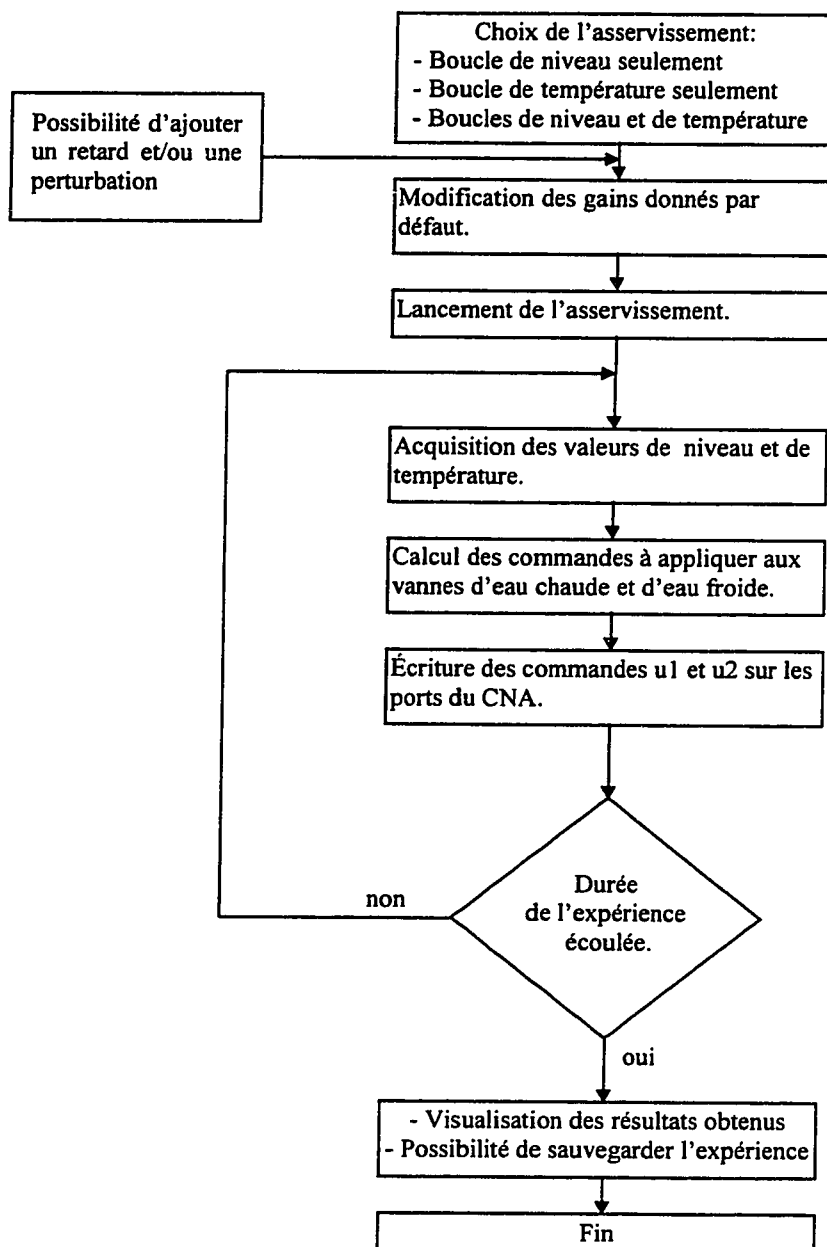 Choix de l'asservissement:
- Boucle de niveau seulement
- Boucle de température seulement
- Boucles de niveau et de température
Possibilité d'ajouter
un retard et/ou une
perturbation
Modification des gains donnés par
défaut.
Lancement de l'asservissement.
Acquisition des valeurs de niveau et de
température.
Calcul des commandes à appliquer aux
vannes d'eau chaude et d'eau froide.
Écriture des commandes u1 et u2 sur les
ports du CNA.
non
Durée
de l'expérience
écoulée.
oui
- Visualisation des résultats obtenus
- Possibilité de sauvegarder l'expérience
Fin